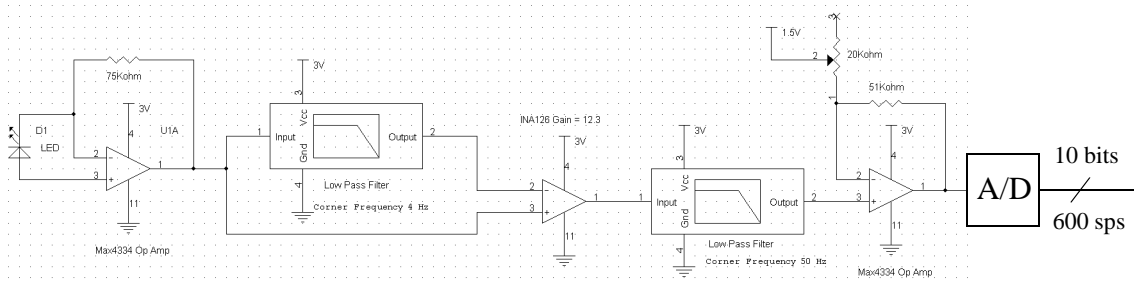 75Kohm
D1
LED
2
3
4
3V
U1A
1
11
Max4334 Op Amp
3V
3
1
Input
Vcc
Gnd
Output
2
4
Low Pass Filter
Corner Frequency 4 Hz
INA126 Gain = 12.3
3V
4
2
3
1
11
3V
3
1
Input
Vcc
Gnd
Output
2
4
Low Pass Filter
Corner Frequency 50 Hz
1.5V
3
2
20Kohm
1
51Kohm
3V
4
2
3
1
11
Max4334 Op Amp
A/D
10 bits
600 sps